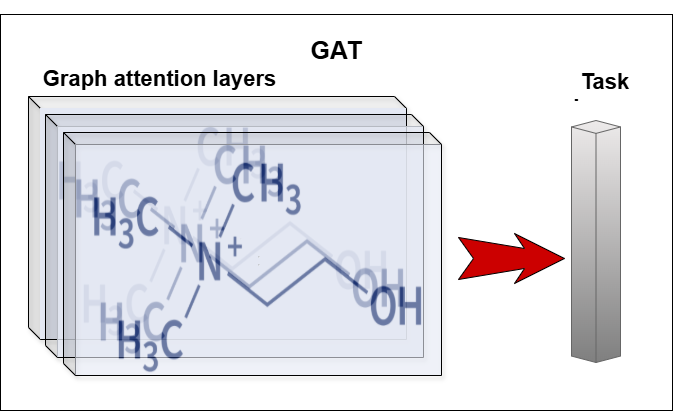 GAT
Graph attention layers
Task
CH3
H3C
N+
OH
H3C